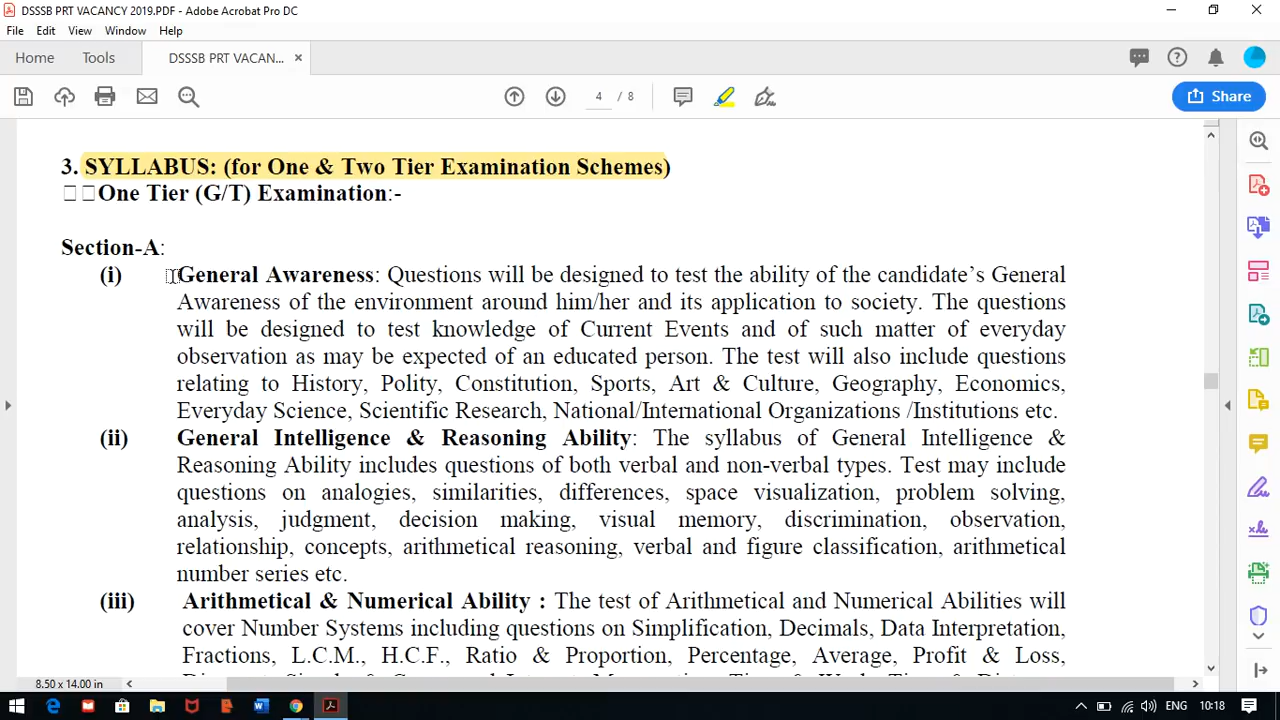 DSSSB PRT VACANCY 2019.PDF - Adobe Acrobat Pro DC
File Edit View Window Help
Home Tools DSSSB PRT VACAN... ×
4 / 8 Share
3. SYLLABUS: (for One & Two Tier Examination Schemes)
One Tier (G/T) Examination:-
Section-A:
(i) General Awareness: Questions will be designed to test the ability of the candidate’s General
Awareness of the environment around him/her and its application to society. The questions
will be designed to test knowledge of Current Events and of such matter of everyday
observation as may be expected of an educated person. The test will also include questions
relating to History, Polity, Constitution, Sports, Art & Culture, Geography, Economics,
Everyday Science, Scientific Research, National/International Organizations /Institutions etc.
(ii) General Intelligence & Reasoning Ability: The syllabus of General Intelligence &
Reasoning Ability includes questions of both verbal and non-verbal types. Test may include
questions on analogies, similarities, differences, space visualization, problem solving,
analysis, judgment, decision making, visual memory, discrimination, observation,
relationship, concepts, arithmetical reasoning, verbal and figure classification, arithmetical
number series etc.
(iii) Arithmetical & Numerical Ability : The test of Arithmetical and Numerical Abilities will
cover Number Systems including questions on Simplification, Decimals, Data Interpretation,
Fractions, L.C.M., H.C.F., Ratio & Proportion, Percentage, Average, Profit & Loss,
8.50 x 14.00 in
ENG 10:18